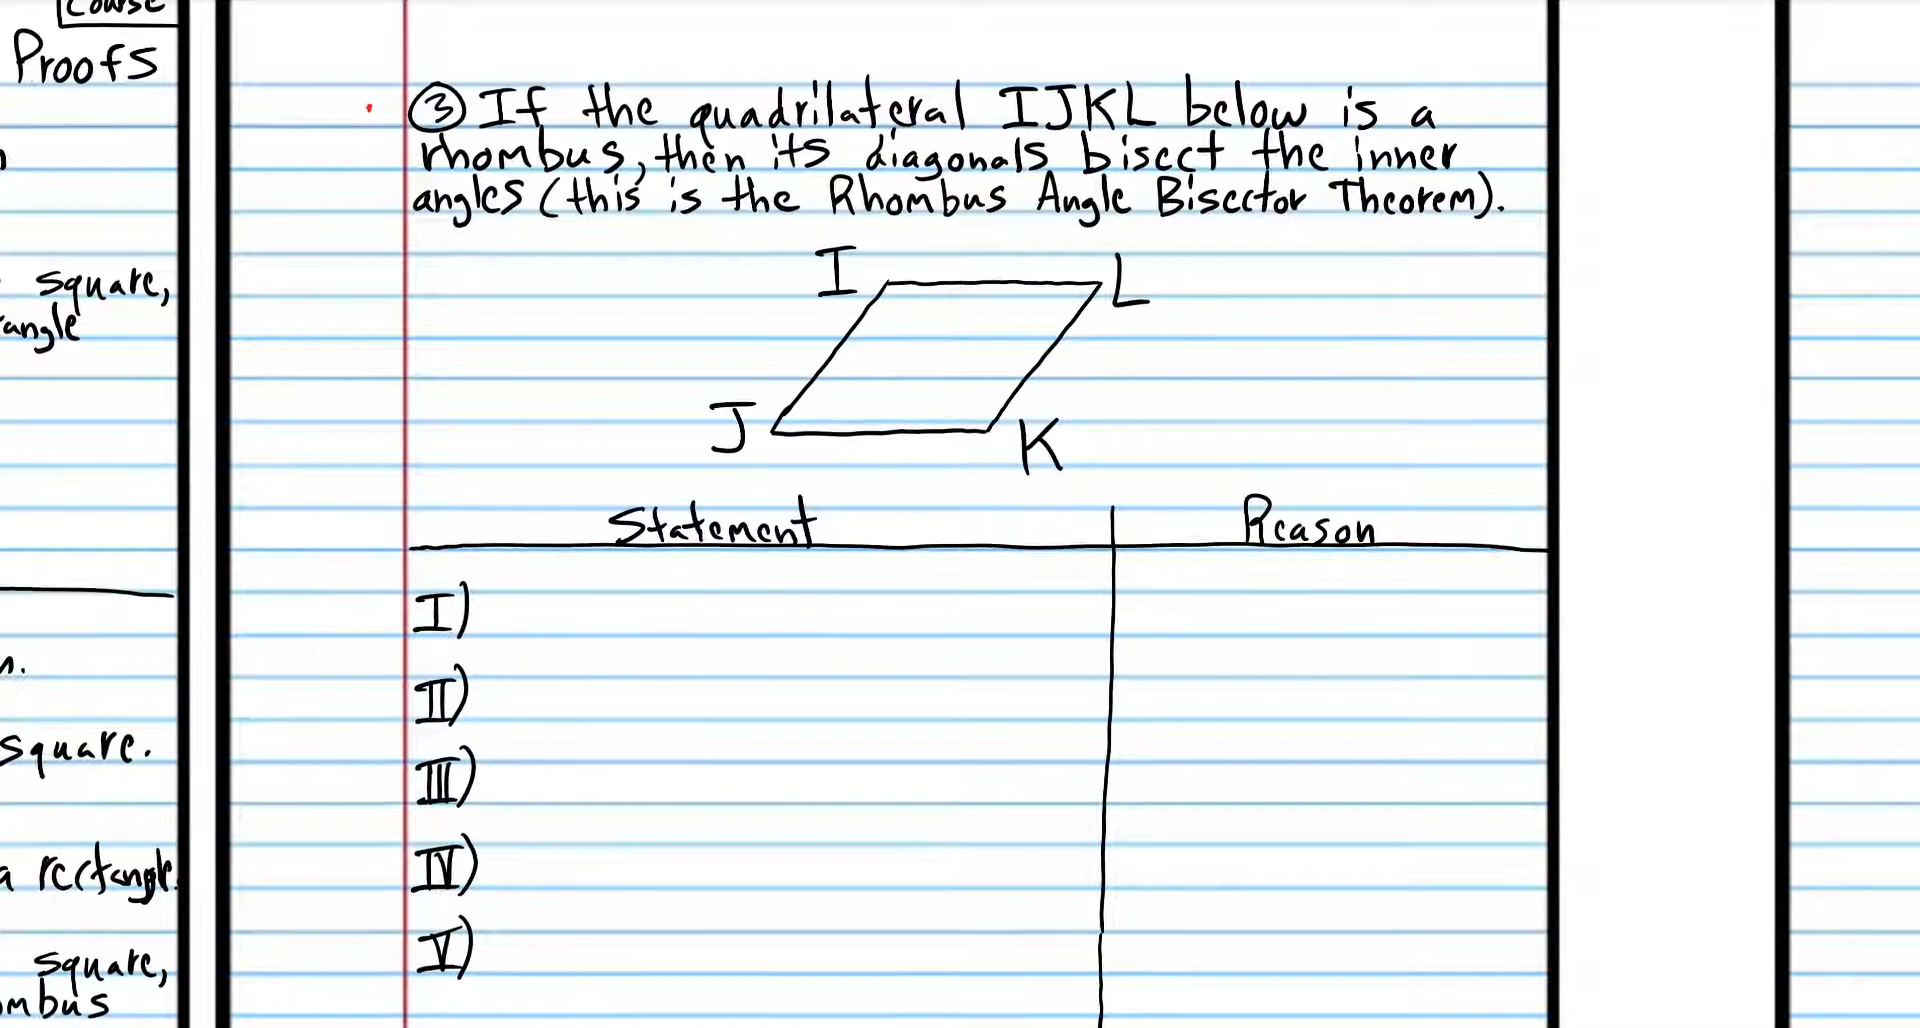 Course
Proofs
square,
angle
square.
a rectangle.
square,
mbus
③ If the quadrilateral IJKL below is a
rhombus, then its diagonals bisect the inner
angles (this is the Rhombus Angle Bisector Theorem).
I
L
J
K
Statement Reason
I)
II)
III)
IV)
V)